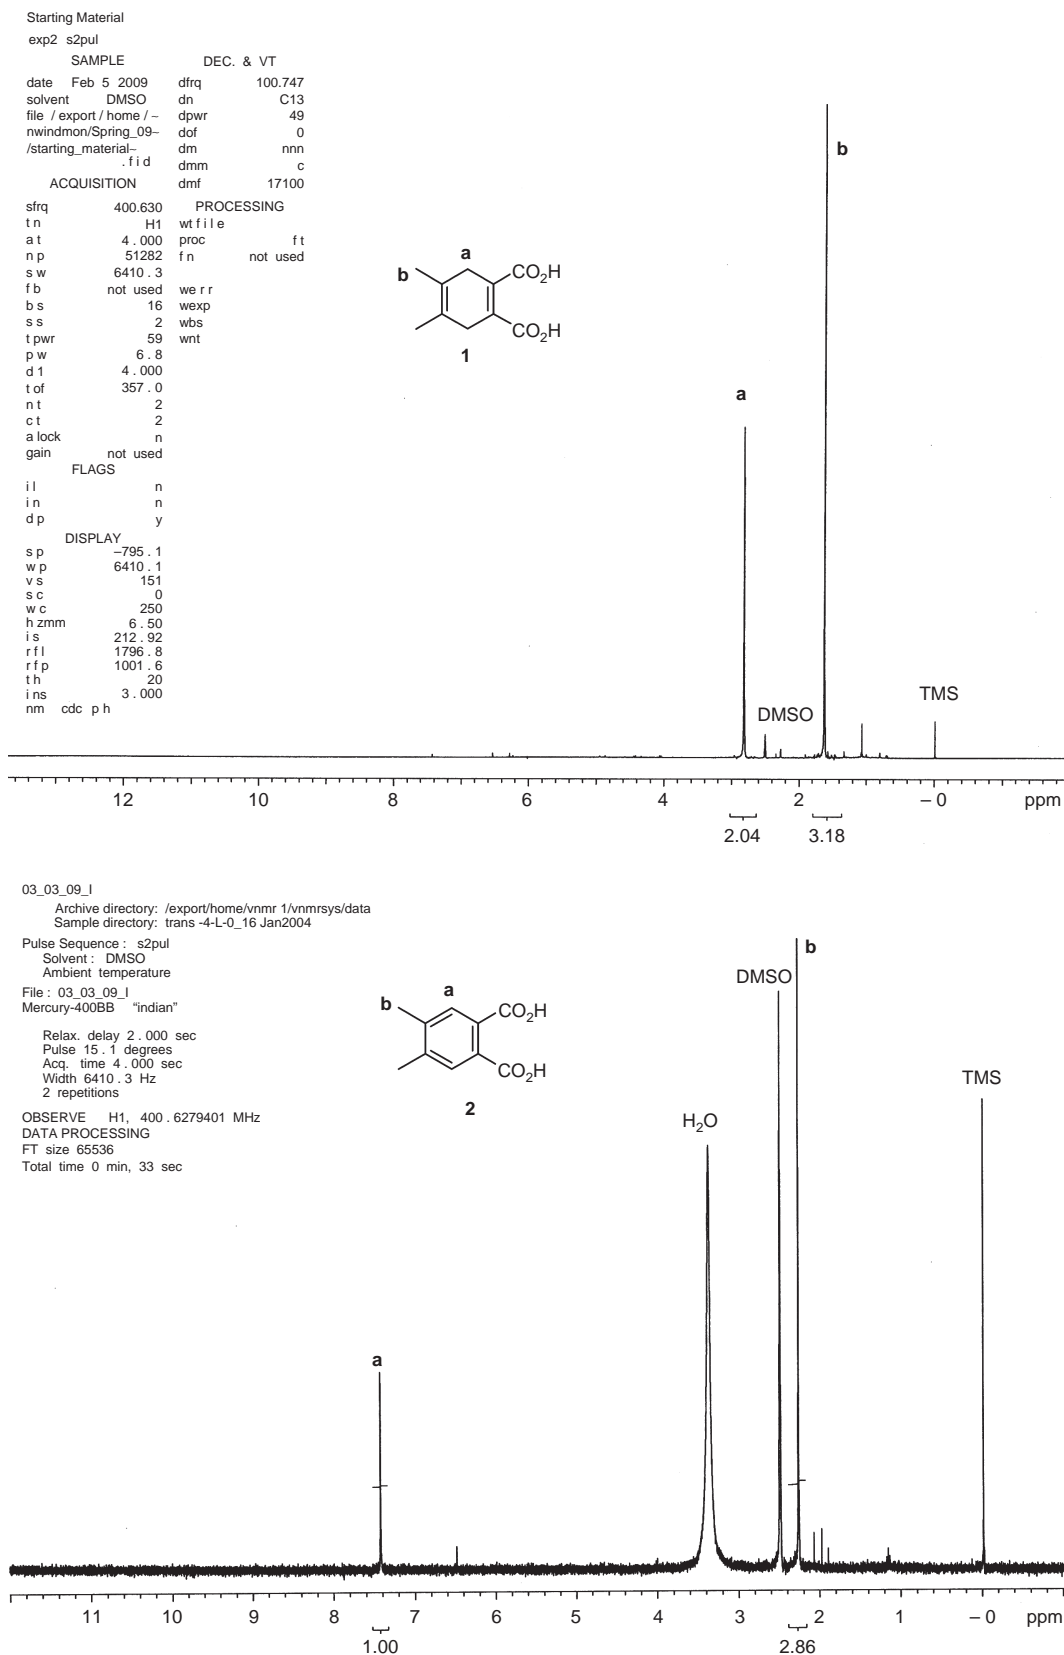 Starting Material
exp2 s2pul
SAMPLE DEC. & VT
date Feb 5 2009 dfrq 100.747
solvent DMSO dn C13
file / export / home / ~ dpwr 49
nwindmon/Spring_09~ dof 0
/starting_material~ dm nnn
.fid dmm c
ACQUISITION dmf 17100
sfrq 400.630 PROCESSING
tn H1 wtfile
at 4.000 proc ft
np 51282 fn not used
sw 6410.3
fb not used werr
bs 16 wexp
ss 2 wbs
tpwr 59 wnt
pw 6.8
d1 4.000
tof 357.0
nt 2
ct 2
alock n
gain not used
FLAGS
il n
in n
dp y
DISPLAY
sp –795.1
wp 6410.1
vs 151
sc 0
wc 250
hzmm 6.50
is 212.92
rfl 1796.8
rfp 1001.6
th 20
ins 3.000
nm cdc ph
a
b
CO₂H
CO₂H
1
b
a
DMSO
TMS
12 10 8 6 4 2 – 0 ppm
2.04 3.18
03_03_09_I
Archive directory: /export/home/vnmr 1/vnmrsys/data
Sample directory: trans -4-L-0_16 Jan2004
Pulse Sequence : s2pul
Solvent : DMSO
Ambient temperature
File : 03_03_09_I
Mercury-400BB “indian”
Relax. delay 2.000 sec
Pulse 15.1 degrees
Acq. time 4.000 sec
Width 6410.3 Hz
2 repetitions
OBSERVE H1, 400.6279401 MHz
DATA PROCESSING
FT size 65536
Total time 0 min, 33 sec
a
b
CO₂H
CO₂H
2
b
DMSO
TMS
H₂O
a
11 10 9 8 7 6 5 4 3 2 1 – 0 ppm
1.00 2.86